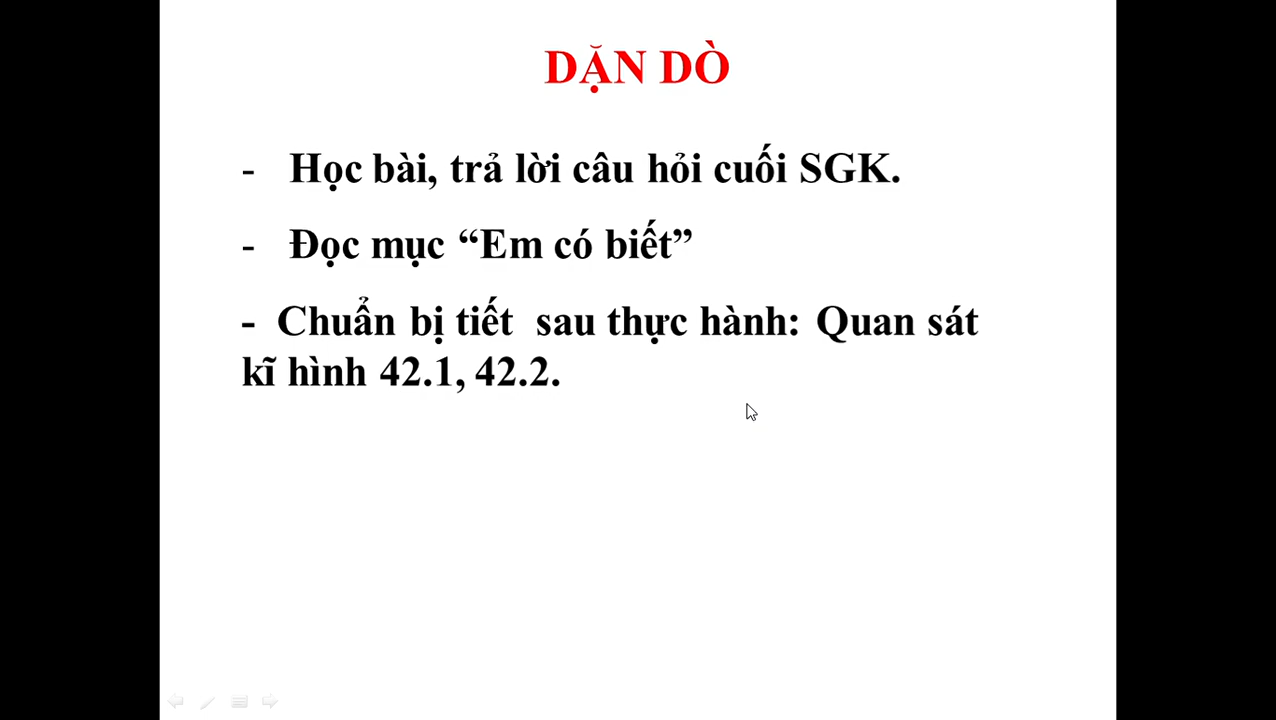 DẶN DÒ
- Học bài, trả lời câu hỏi cuối SGK.
- Đọc mục “Em có biết”
- Chuẩn bị tiết sau thực hành: Quan sát
kĩ hình 42.1, 42.2.